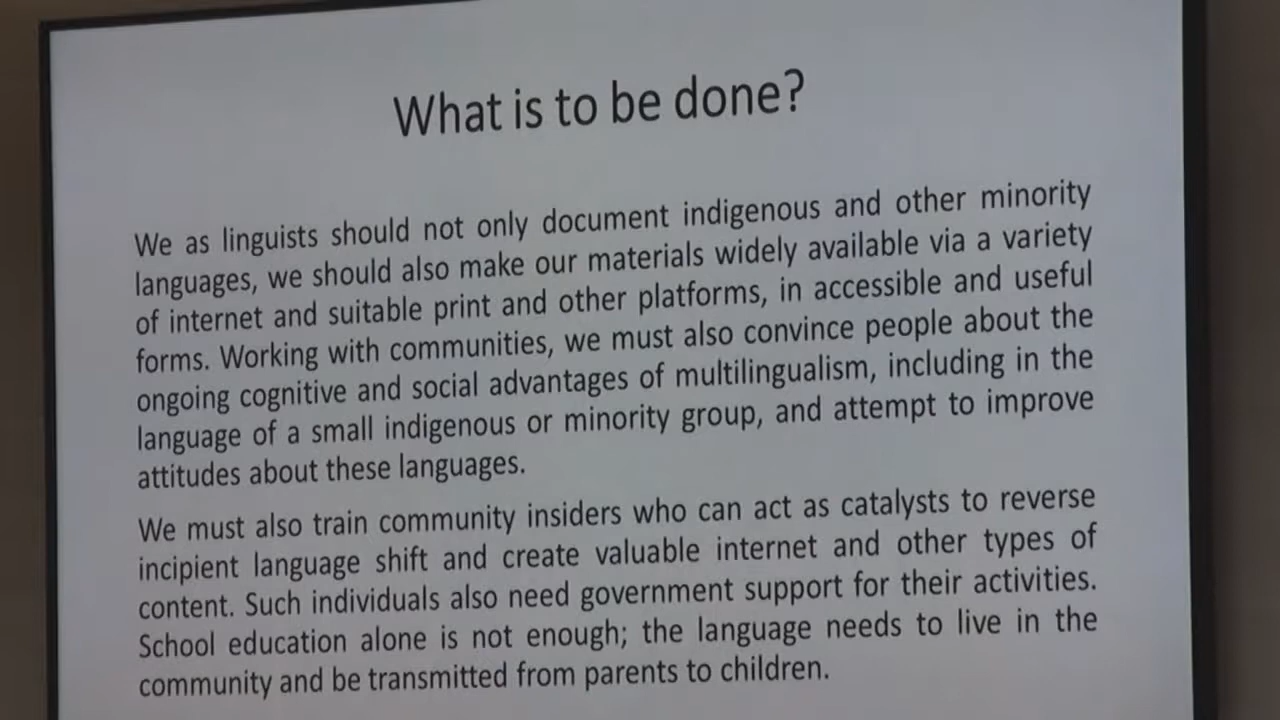 What is to be done?
We as linguists should not only document indigenous and other minority
languages, we should also make our materials widely available via a variety
of internet and suitable print and other platforms, in accessible and useful
forms. Working with communities, we must also convince people about the
ongoing cognitive and social advantages of multilingualism, including in the
language of a small indigenous or minority group, and attempt to improve
attitudes about these languages.
We must also train community insiders who can act as catalysts to reverse
incipient language shift and create valuable internet and other types of
content. Such individuals also need government support for their activities.
School education alone is not enough; the language needs to live in the
community and be transmitted from parents to children.